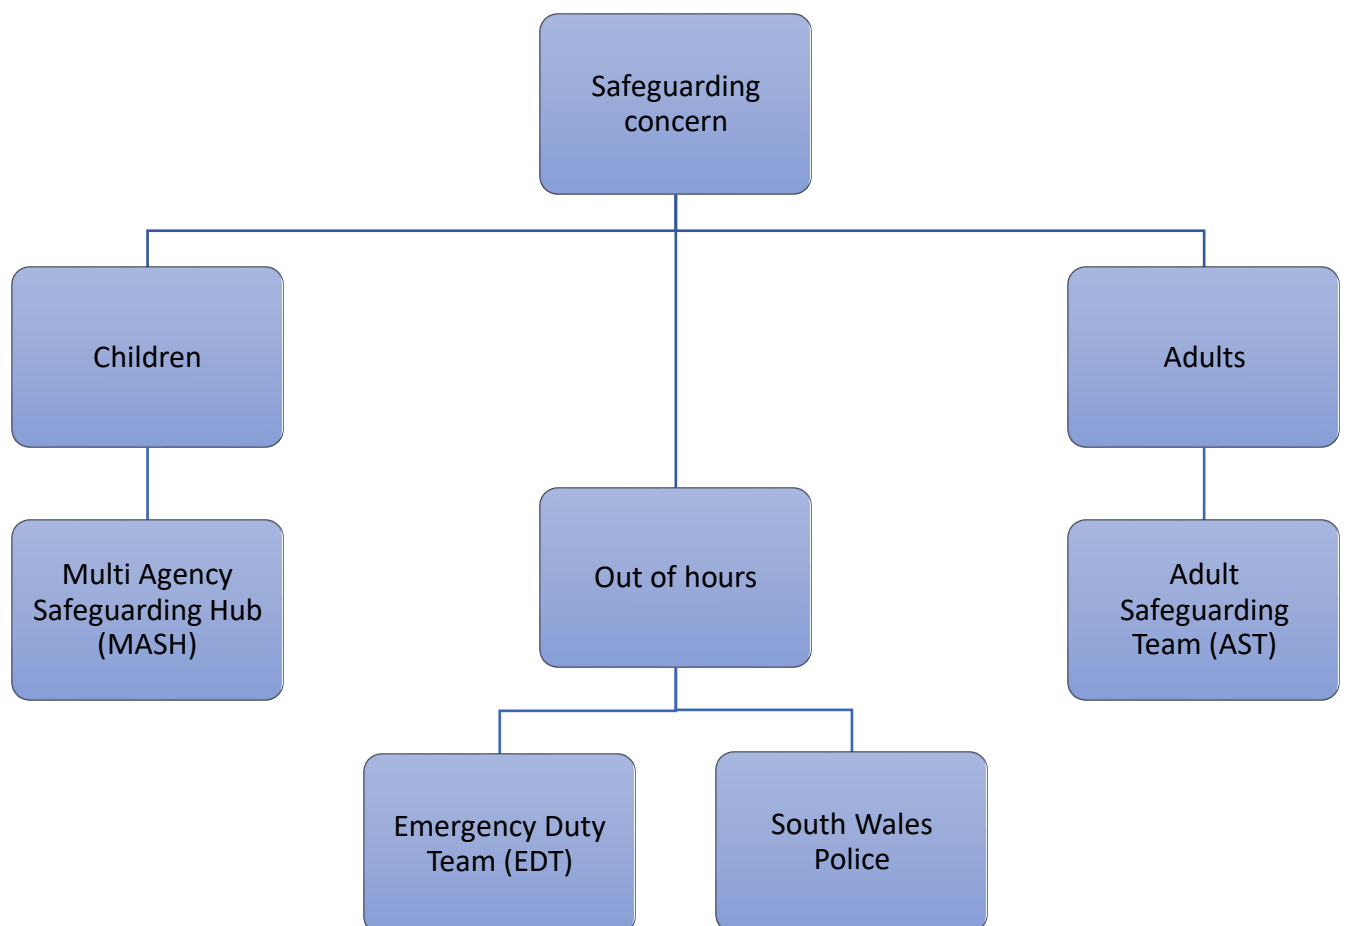 Safeguarding
concern
Children
Adults
Multi Agency
Safeguarding Hub
(MASH)
Out of hours
Adult
Safeguarding
Team (AST)
Emergency Duty
Team (EDT)
South Wales
Police